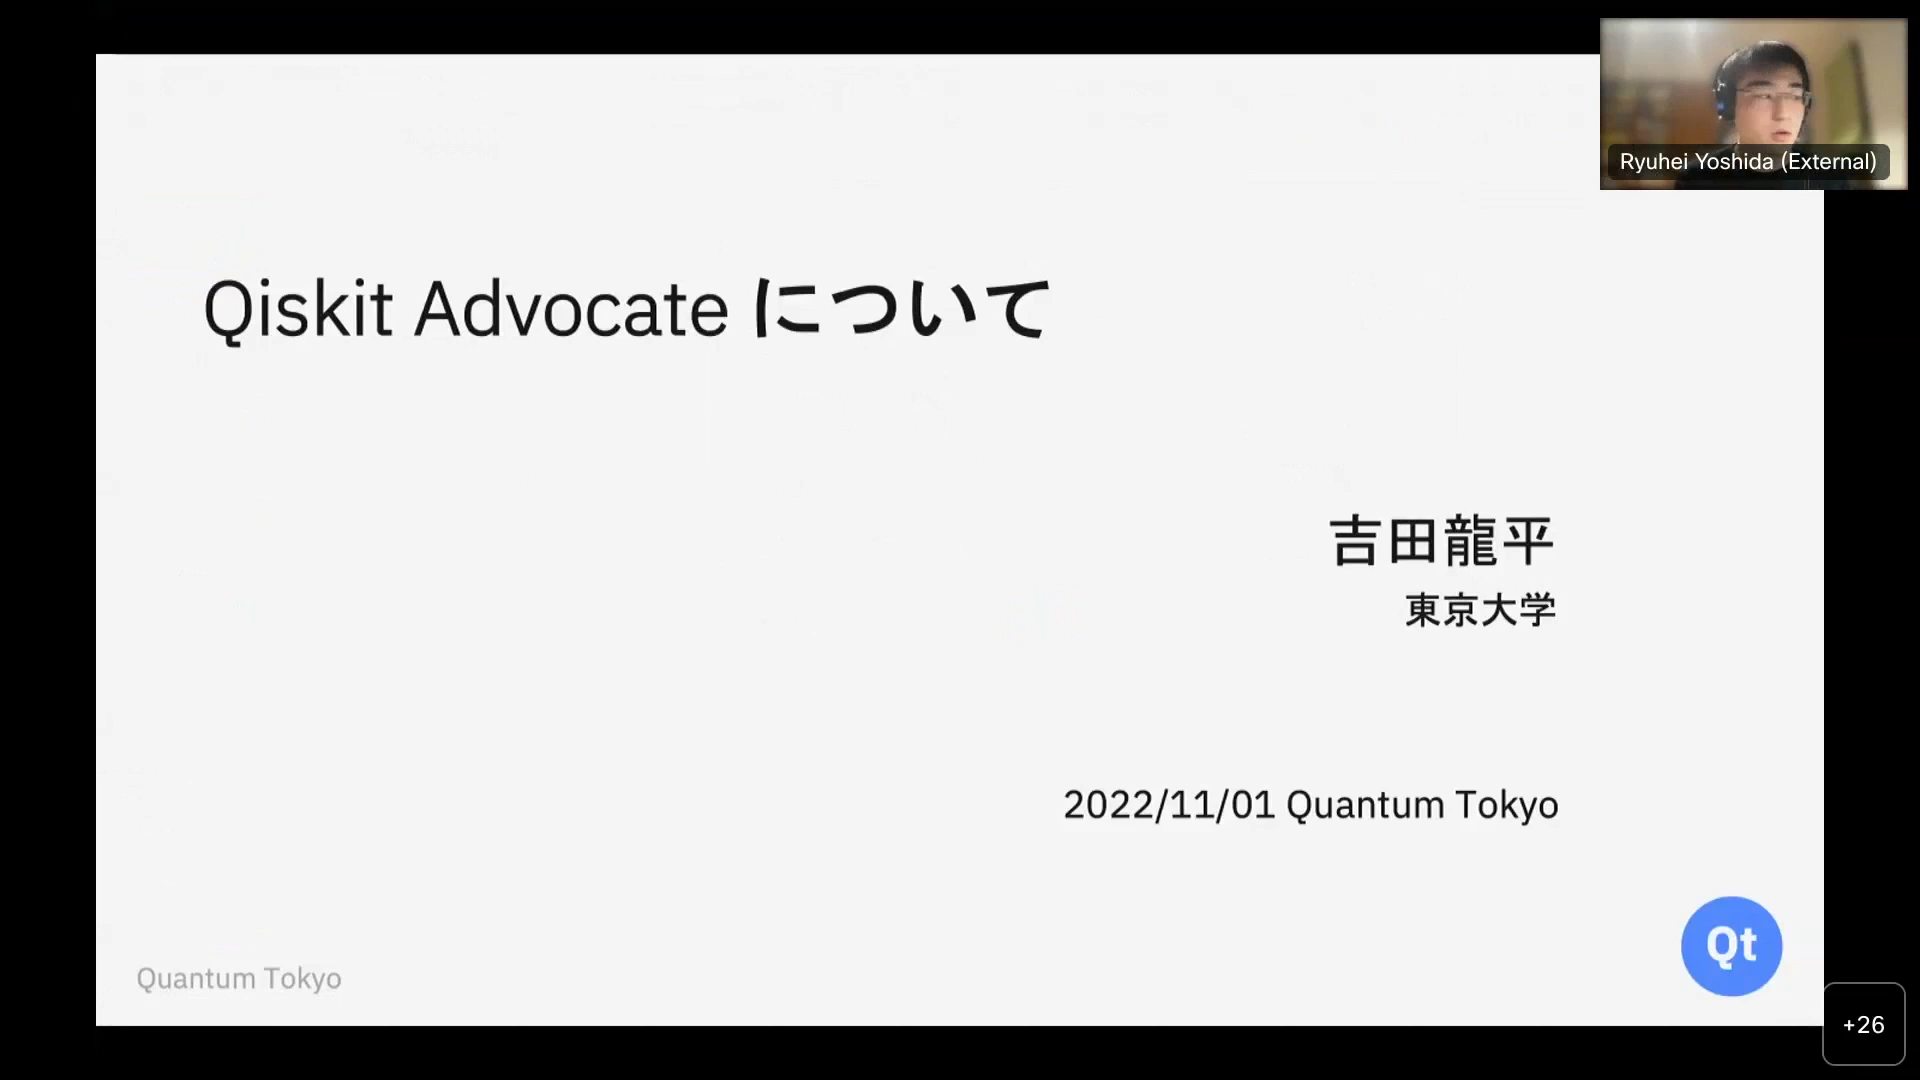 Ryuhei Yoshida (External)
Qiskit Advocate について
吉田龍平
東京大学
2022/11/01 Quantum Tokyo
Qt
Quantum Tokyo
+26